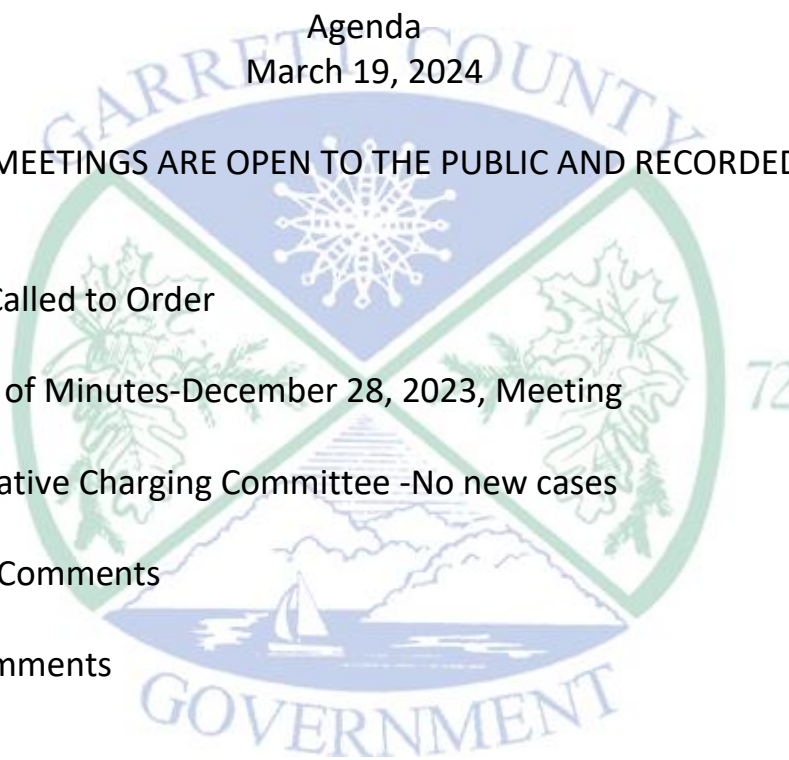 Agenda
March 19, 2024
GARRETT COUNTY
MEETINGS ARE OPEN TO THE PUBLIC AND RECORDED
Called to Order
of Minutes-December 28, 2023, Meeting
72
ative Charging Committee -No new cases
Comments
mments
GOVERNMENT